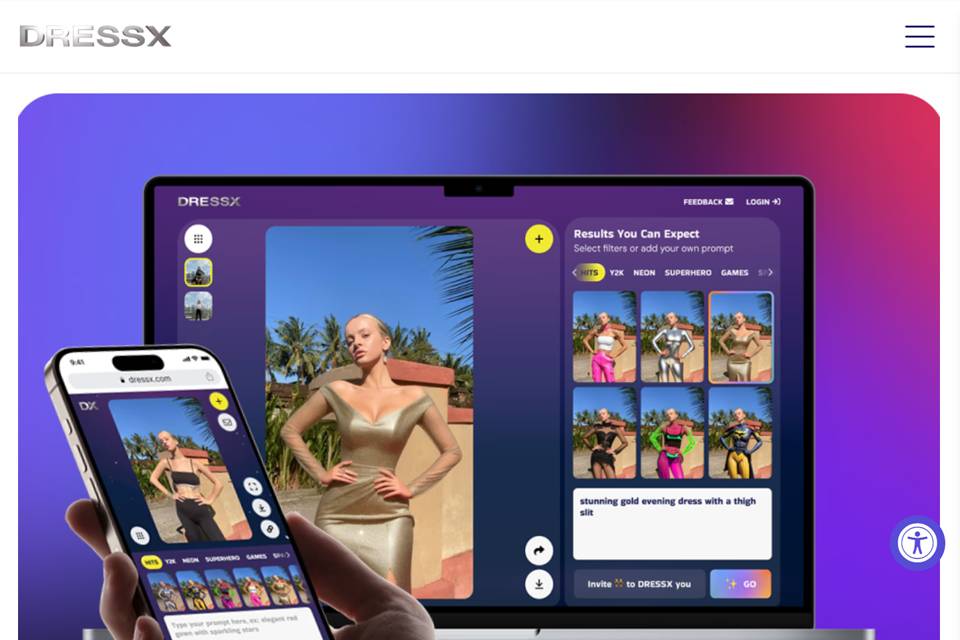 DRESSX
DRESSX
FEEDBACK
LOGIN
Results You Can Expect
Select filters or add your own prompt
HITS Y2K NEON SUPERHERO GAMES
stunning gold evening dress with a thigh
slit
Invite to DRESSX you
GO
9:41
dressx.com
DX
HITS Y2K NEON SUPERHERO GAMES
Type your prompt here, ex: elegant red
gown with sparkling stars